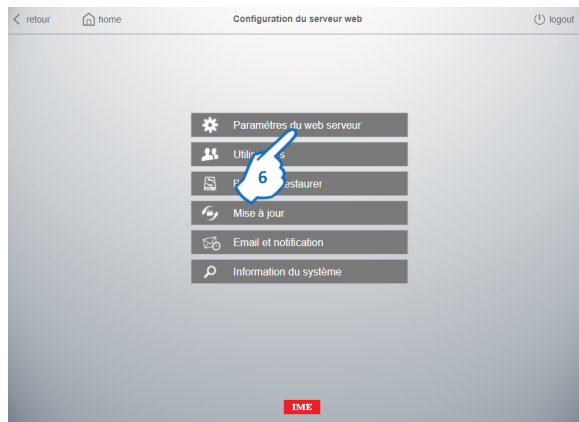 retour home Configuration du serveur web logout
Paramétres du web serveur
6
Mise à jour
Email et notification
Information du système
IME